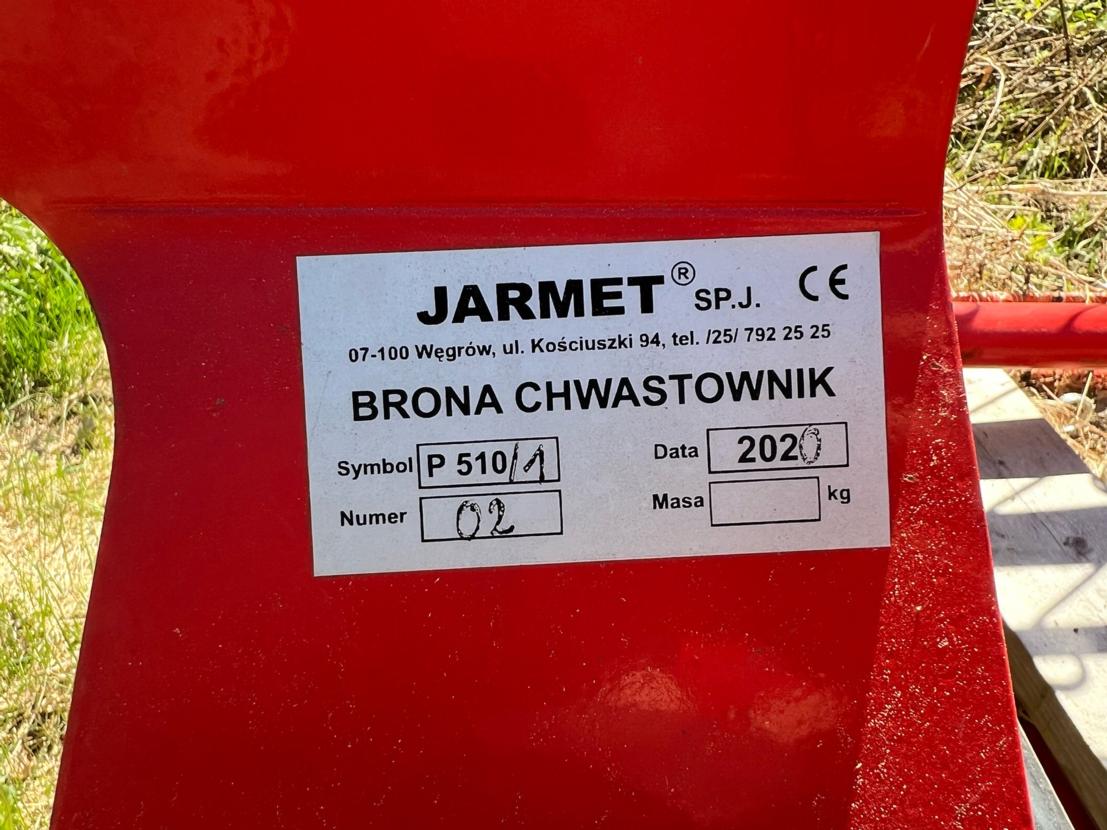 JARMET® SP.J. CE
07-100 Węgrów, ul. Kościuszki 94, tel. /25/ 792 25 25
BRONA CHWASTOWNIK
Symbol P 510/1 Data 2020
Numer 02 Masa kg